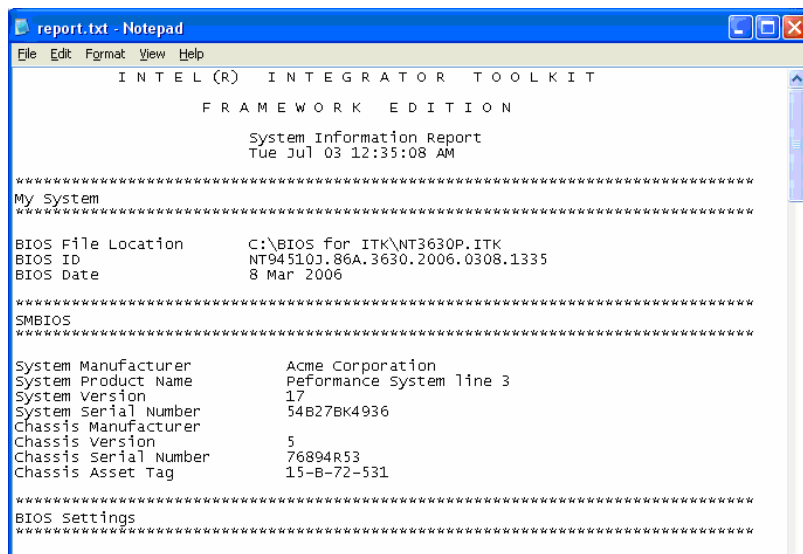 report.txt - Notepad
File Edit Format View Help
I N T E L (R) I N T E G R A T O R T O O L K I T
F R A M E W O R K E D I T I O N
System Information Report
Tue Jul 03 12:35:08 AM
******************************************************************************
My System
******************************************************************************
BIOS File Location C:\BIOS for ITK\NT3630P.ITK
BIOS ID NT94510J.86A.3630.2006.0308.1335
BIOS Date 8 Mar 2006
******************************************************************************
SMBIOS
******************************************************************************
System Manufacturer Acme Corporation
System Product Name Peformance System line 3
System Version 17
System Serial Number 54B27BK4936
Chassis Manufacturer
Chassis Version 5
Chassis Serial Number 76894R53
Chassis Asset Tag 15-B-72-531
******************************************************************************
BIOS Settings
******************************************************************************